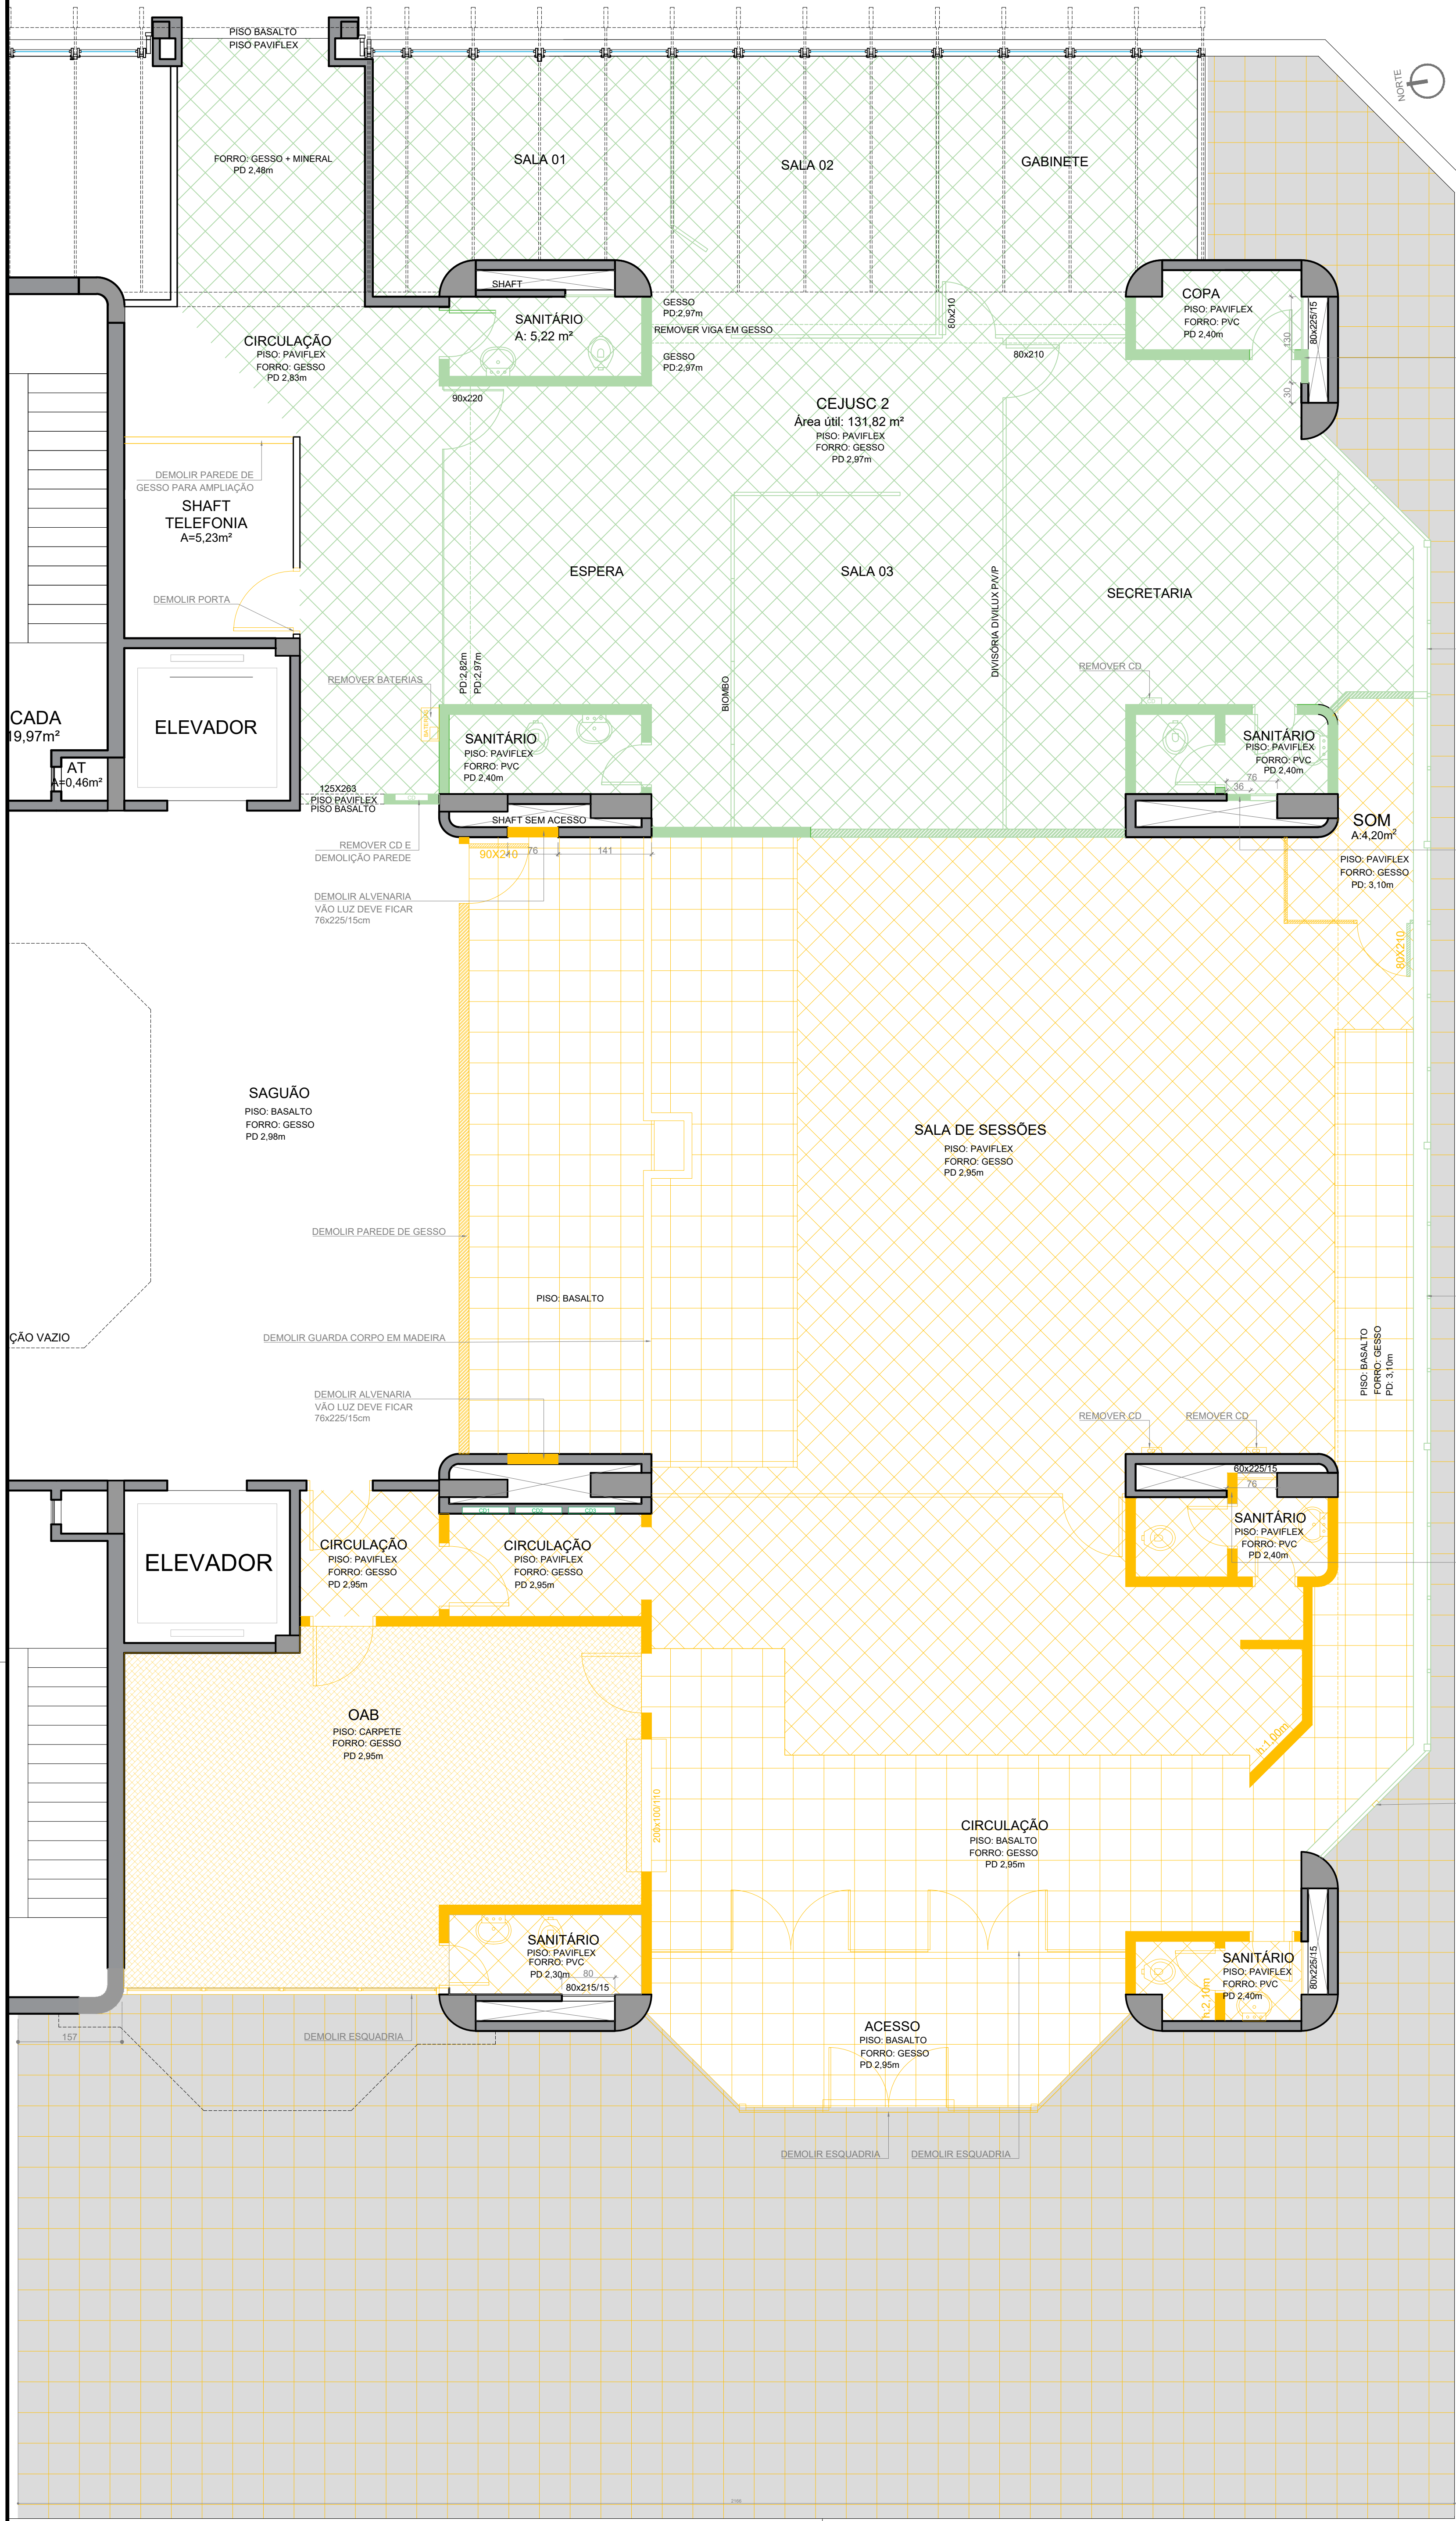 PISO BASALTO
PISO PAVIFLEX
NORTE
FORRO: GESSO + MINERAL
PD 2,48m
SALA 01
SALA 02
GABINETE
SHAFT
SANITÁRIO
A: 5,22 m²
GESSO
PD:2,97m
REMOVER VIGA EM GESSO
GESSO
PD:2,97m
80x210
80x210
COPA
PISO: PAVIFLEX
FORRO: PVC
PD 2,40m
80x225/15
130
30
CIRCULAÇÃO
PISO: PAVIFLEX
FORRO: GESSO
PD 2,83m
90x220
CEJUSC 2
Área útil: 131,82 m²
PISO: PAVIFLEX
FORRO: GESSO
PD 2,97m
DEMOLIR PAREDE DE
GESSO PARA AMPLIAÇÃO
SHAFT
TELEFONIA
A=5,23m²
DEMOLIR PORTA
ESPERA
SALA 03
SECRETARIA
DIVISÓRIA DIVILUX P/V/P
BIOMBO
PD:2,82m
PD:2,97m
REMOVER BATERIAS
BATERIAS
REMOVER CD
CADA
19,97m²
AT
A=0,46m²
ELEVADOR
SANITÁRIO
PISO: PAVIFLEX
FORRO: PVC
PD 2,40m
SANITÁRIO
PISO: PAVIFLEX
FORRO: PVC
PD 2,40m
76
36
125X263
PISO PAVIFLEX
PISO BASALTO
SHAFT SEM ACESSO
SOM
A:4,20m²
PISO: PAVIFLEX
FORRO: GESSO
PD: 3,10m
80X210
REMOVER CD E
DEMOLIÇÃO PAREDE
90X210
76
141
DEMOLIR ALVENARIA
VÃO LUZ DEVE FICAR
76x225/15cm
SAGUÃO
PISO: BASALTO
FORRO: GESSO
PD 2,98m
SALA DE SESSÕES
PISO: PAVIFLEX
FORRO: GESSO
PD 2,95m
DEMOLIR PAREDE DE GESSO
PISO: BASALTO
ÇÃO VAZIO
DEMOLIR GUARDA CORPO EM MADEIRA
PISO: BASALTO
FORRO: GESSO
PD: 3,10m
DEMOLIR ALVENARIA
VÃO LUZ DEVE FICAR
76x225/15cm
REMOVER CD
REMOVER CD
60x225/15
76
CD1
CD2
CD3
ELEVADOR
CIRCULAÇÃO
PISO: PAVIFLEX
FORRO: GESSO
PD 2,95m
CIRCULAÇÃO
PISO: PAVIFLEX
FORRO: GESSO
PD 2,95m
SANITÁRIO
PISO: PAVIFLEX
FORRO: PVC
PD 2,40m
OAB
PISO: CARPETE
FORRO: GESSO
PD 2,95m
h:1,00m
200x100/110
CIRCULAÇÃO
PISO: BASALTO
FORRO: GESSO
PD 2,95m
SANITÁRIO
PISO: PAVIFLEX
FORRO: PVC
PD 2,30m
80
80x215/15
SANITÁRIO
PISO: PAVIFLEX
FORRO: PVC
PD 2,40m
h:2,10m
80x225/15
157
DEMOLIR ESQUADRIA
ACESSO
PISO: BASALTO
FORRO: GESSO
PD 2,95m
DEMOLIR ESQUADRIA
DEMOLIR ESQUADRIA